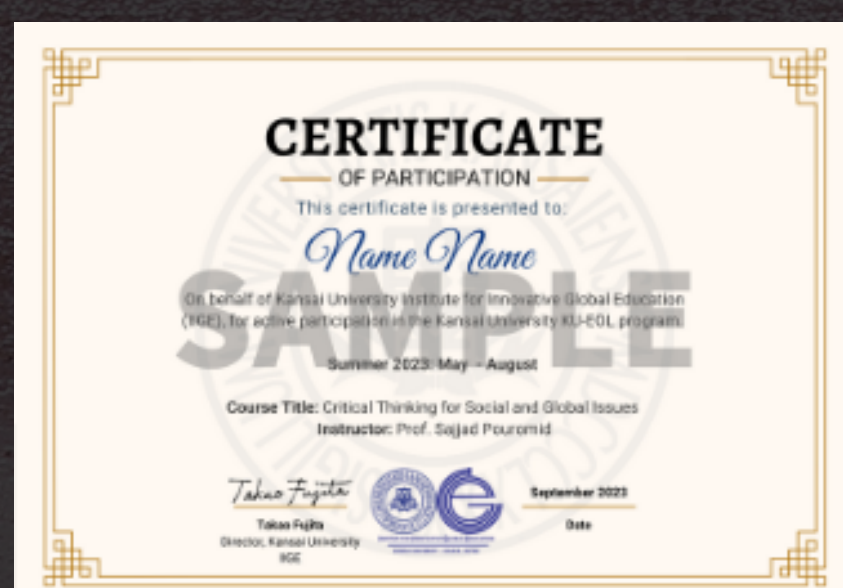 CERTIFICATE
OF PARTICIPATION
This certificate is presented to:
Name Name
SAMPLE
On behalf of Kansai University Institute for Innovative Global Education
(IIGE), for active participation in the Kansai University KU-EOL program.
Summer 2023: May - August
Course Title: Critical Thinking for Social and Global Issues
Instructor: Prof. Sajjad Pouromid
Takao Fujita
September 2023
Takao Fujita
Date
Director, Kansai University
IIGE